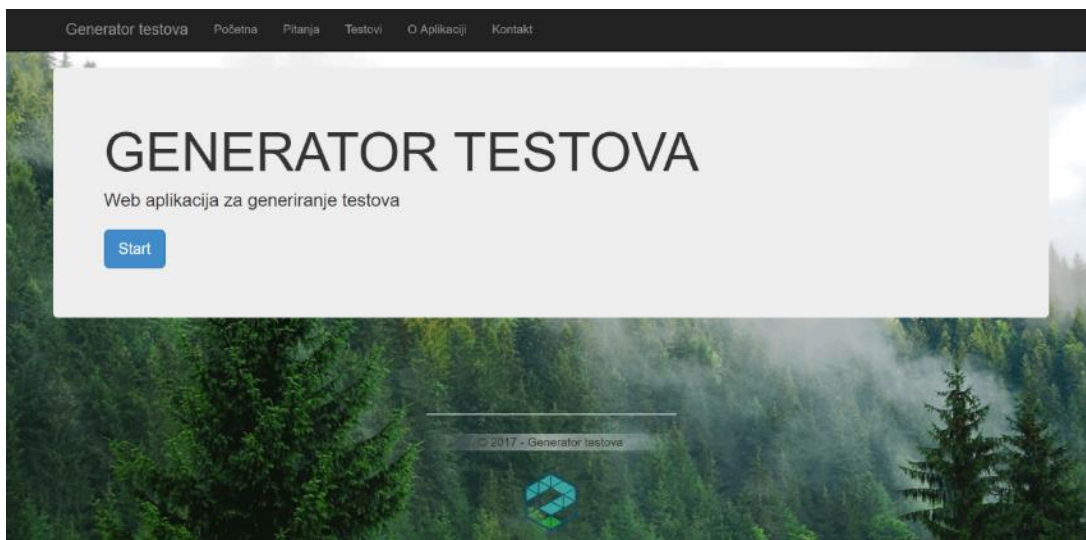 Generator testova Početna Pitanja Testovi O Aplikaciji Kontakt
GENERATOR TESTOVA
Web aplikacija za generiranje testova
Start
© 2017 - Generator testova